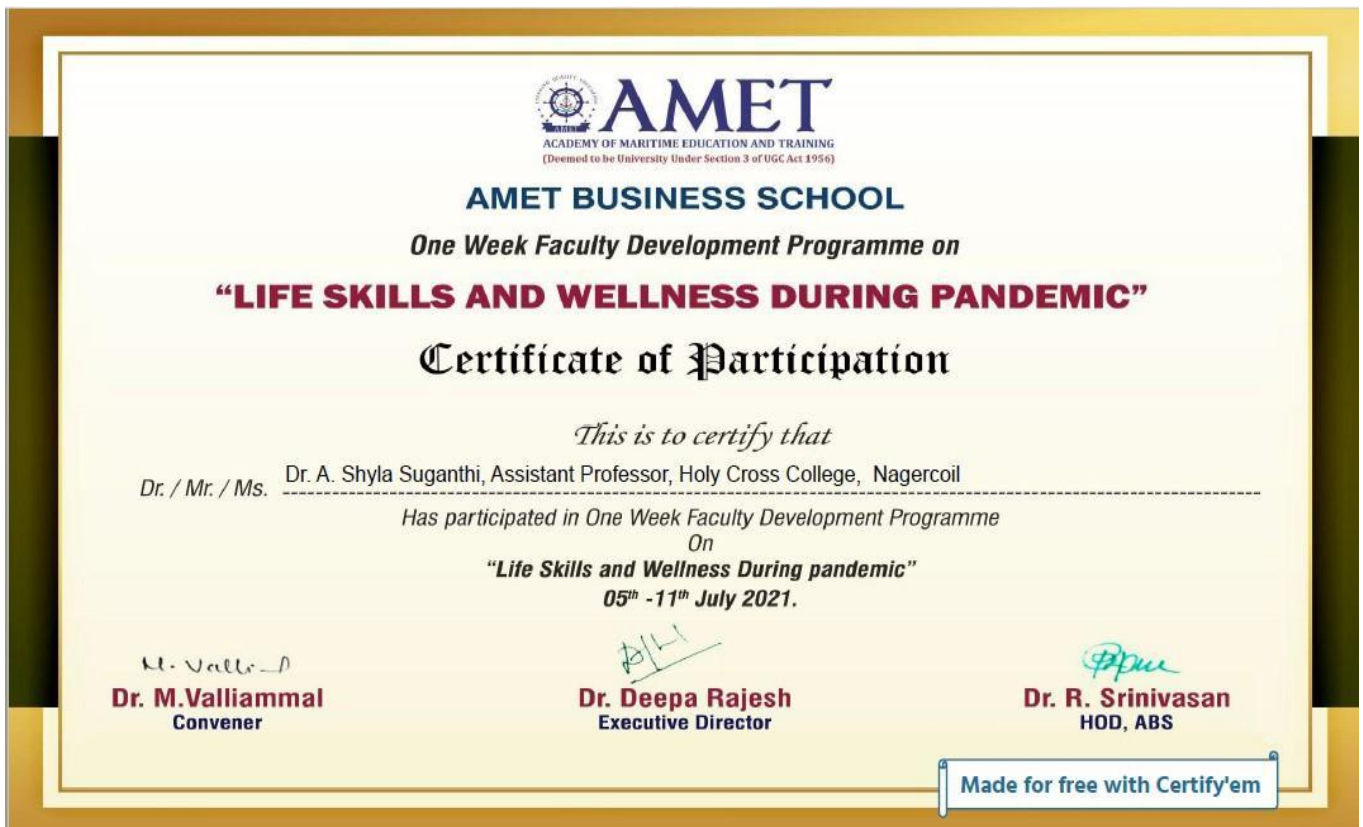 AMET
AMET
ACADEMY OF MARITIME EDUCATION AND TRAINING
(Deemed to be University Under Section 3 of UGC Act 1956)
AMET BUSINESS SCHOOL
One Week Faculty Development Programme on
“LIFE SKILLS AND WELLNESS DURING PANDEMIC”
Certificate of Participation
This is to certify that
Dr. / Mr. / Ms. Dr. A. Shyla Suganthi, Assistant Professor, Holy Cross College, Nagercoil
Has participated in One Week Faculty Development Programme
On
“Life Skills and Wellness During pandemic”
05th -11th July 2021.
Dr. M.Valliammal
Convener
Dr. Deepa Rajesh
Executive Director
Dr. R. Srinivasan
HOD, ABS
Made for free with Certify'em